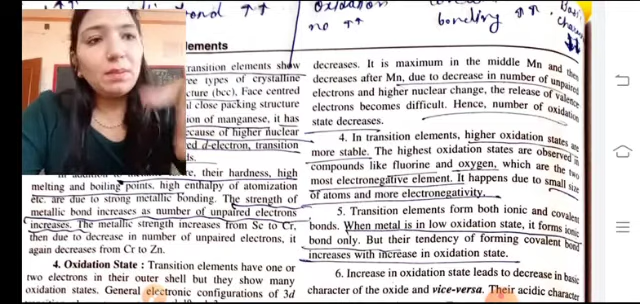 bond ↑↑
Oxidation
no ↑↑
bonding ↑↑
elements
transition elements show
ree types of crystalline
cture (bcc). Face centred
al close packing structure
ion of manganese, it has
ecause of higher nuclear
ed d-electron, transition
ds.
re, their hardness, high
melting and boiling points, high enthalpy of atomization
etc. are due to strong metallic bonding. The strength of
metallic bond increases as number of unpaired electrons
increases. The metallic strength increases from Sc to Cr,
then due to decrease in number of unpaired electrons, it
again decreases from Cr to Zn.
4. Oxidation State : Transition elements have one or
two electrons in their outer shell but they show many
oxidation states. General electronic configurations of 3d
decreases. It is maximum in the middle Mn and then
decreases after Mn, due to decrease in number of unpaired
electrons and higher nuclear change, the release of valence
electrons becomes difficult. Hence, number of oxidation
state decreases.
4. In transition elements, higher oxidation states are
more stable. The highest oxidation states are observed in
compounds like fluorine and oxygen, which are the two
most electronegative element. It happens due to small size
of atoms and more electronegativity.
5. Transition elements form both ionic and covalent
bonds. When metal is in low oxidation state, it forms ionic
bond only. But their tendency of forming covalent bond
increases with increase in oxidation state.
6. Increase in oxidation state leads to decrease in basic
character of the oxide and vice-versa. Their acidic character